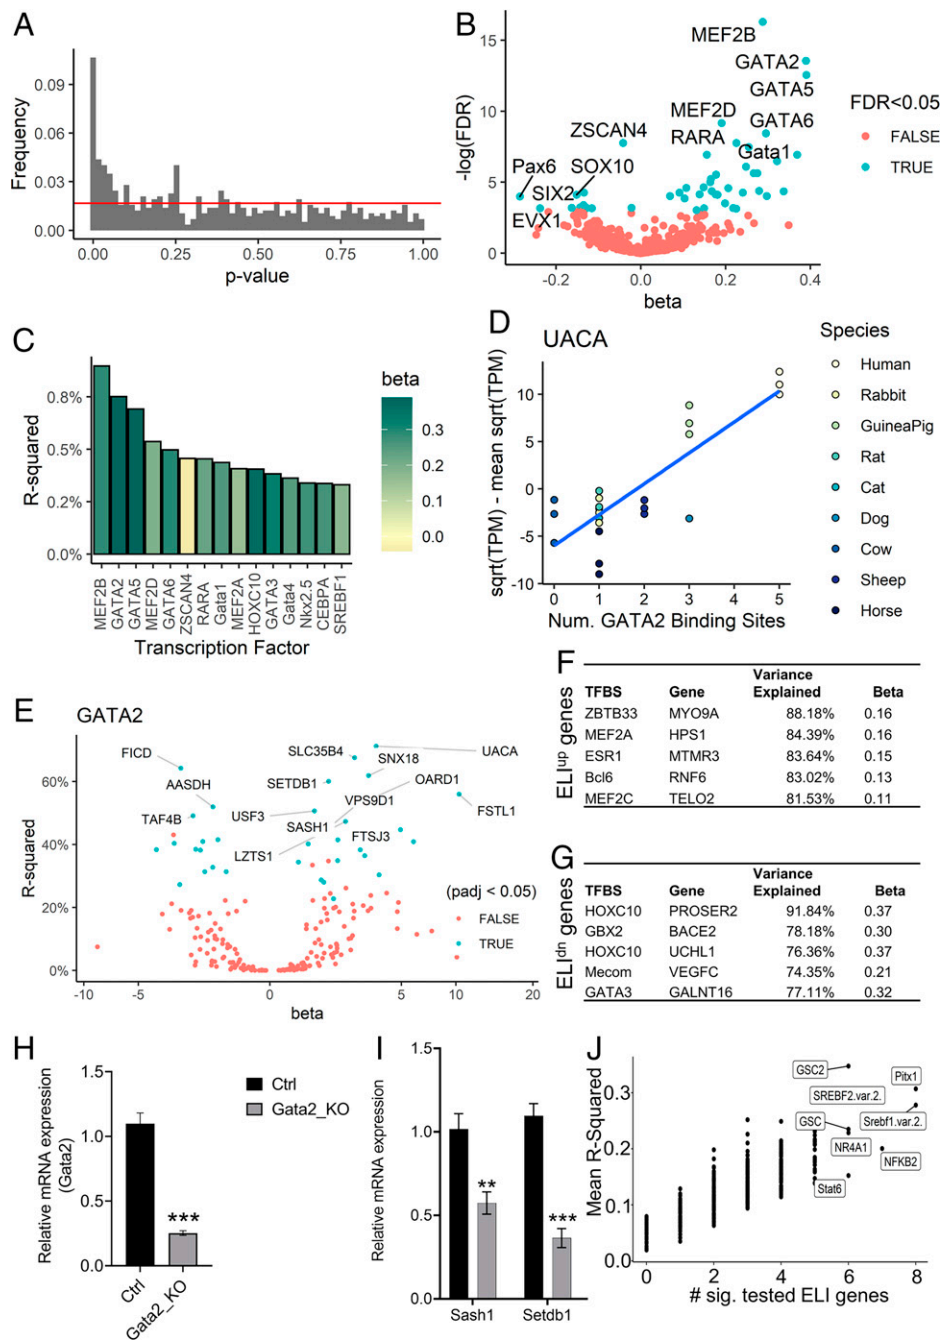 A
0.09
0.06
0.03
0.00
Frequency
0.00
0.25
0.50
0.75
1.00
p-value
B
15
10
5
0
-log(FDR)
MEF2B
GATA2
GATA5
MEF2D
GATA6
ZSCAN4
RARA
Gata1
Pax6
SOX10
SIX2
EVX1
-0.2
0.0
0.2
0.4
beta
FDR<0.05
FALSE
TRUE
C
0.8%
0.5%
0.2%
0.0%
R-squared
MEF2B
GATA2
GATA5
MEF2D
GATA6
ZSCAN4
RARA
Gata1
MEF2A
HOXC10
GATA3
Gata4
Nkx2.5
CEBPA
SREBF1
Transcription Factor
beta
0.3
0.2
0.1
0.0
D
UACA
10
5
0
-5
-10
sqrt(TPM) - mean sqrt(TPM)
0
1
2
3
4
5
Num. GATA2 Binding Sites
Species
Human
Rabbit
GuineaPig
Rat
Cat
Dog
Cow
Sheep
Horse
E
GATA2
R-squared
60%
40%
20%
0%
FICD
SLC35B4
UACA
SNX18
AASDH
SETDB1
OARD1
TAF4B
USF3
VPS9D1
FSTL1
SASH1
LZTS1
FTSJ3
(padj < 0.05)
FALSE
TRUE
-10
-5
0
5
10
20
beta
F
ELIup genes
Variance
TFBS Gene Explained Beta
ZBTB33 MYO9A 88.18% 0.16
MEF2A HPS1 84.39% 0.16
ESR1 MTMR3 83.64% 0.15
Bcl6 RNF6 83.02% 0.13
MEF2C TELO2 81.53% 0.11
G
ELIdn genes
Variance
TFBS Gene Explained Beta
HOXC10 PROSER2 91.84% 0.37
GBX2 BACE2 78.18% 0.30
HOXC10 UCHL1 76.36% 0.37
Mecom VEGFC 74.35% 0.21
GATA3 GALNT16 77.11% 0.32
H
1.5
1.0
0.5
0.0
Relative mRNA expression
(Gata2)
***
Ctrl
Gata2_KO
Ctrl
Gata2_KO
I
1.5
1.0
0.5
0.0
Relative mRNA expression
**
***
Sash1
Setdb1
J
0.3
0.2
0.1
0.0
Mean R-Squared
GSC2
Pitx1
SREBF2.var.2.
GSC
Srebf1.var.2.
NR4A1
NFKB2
Stat6
0
2
4
6
8
# sig. tested ELI genes